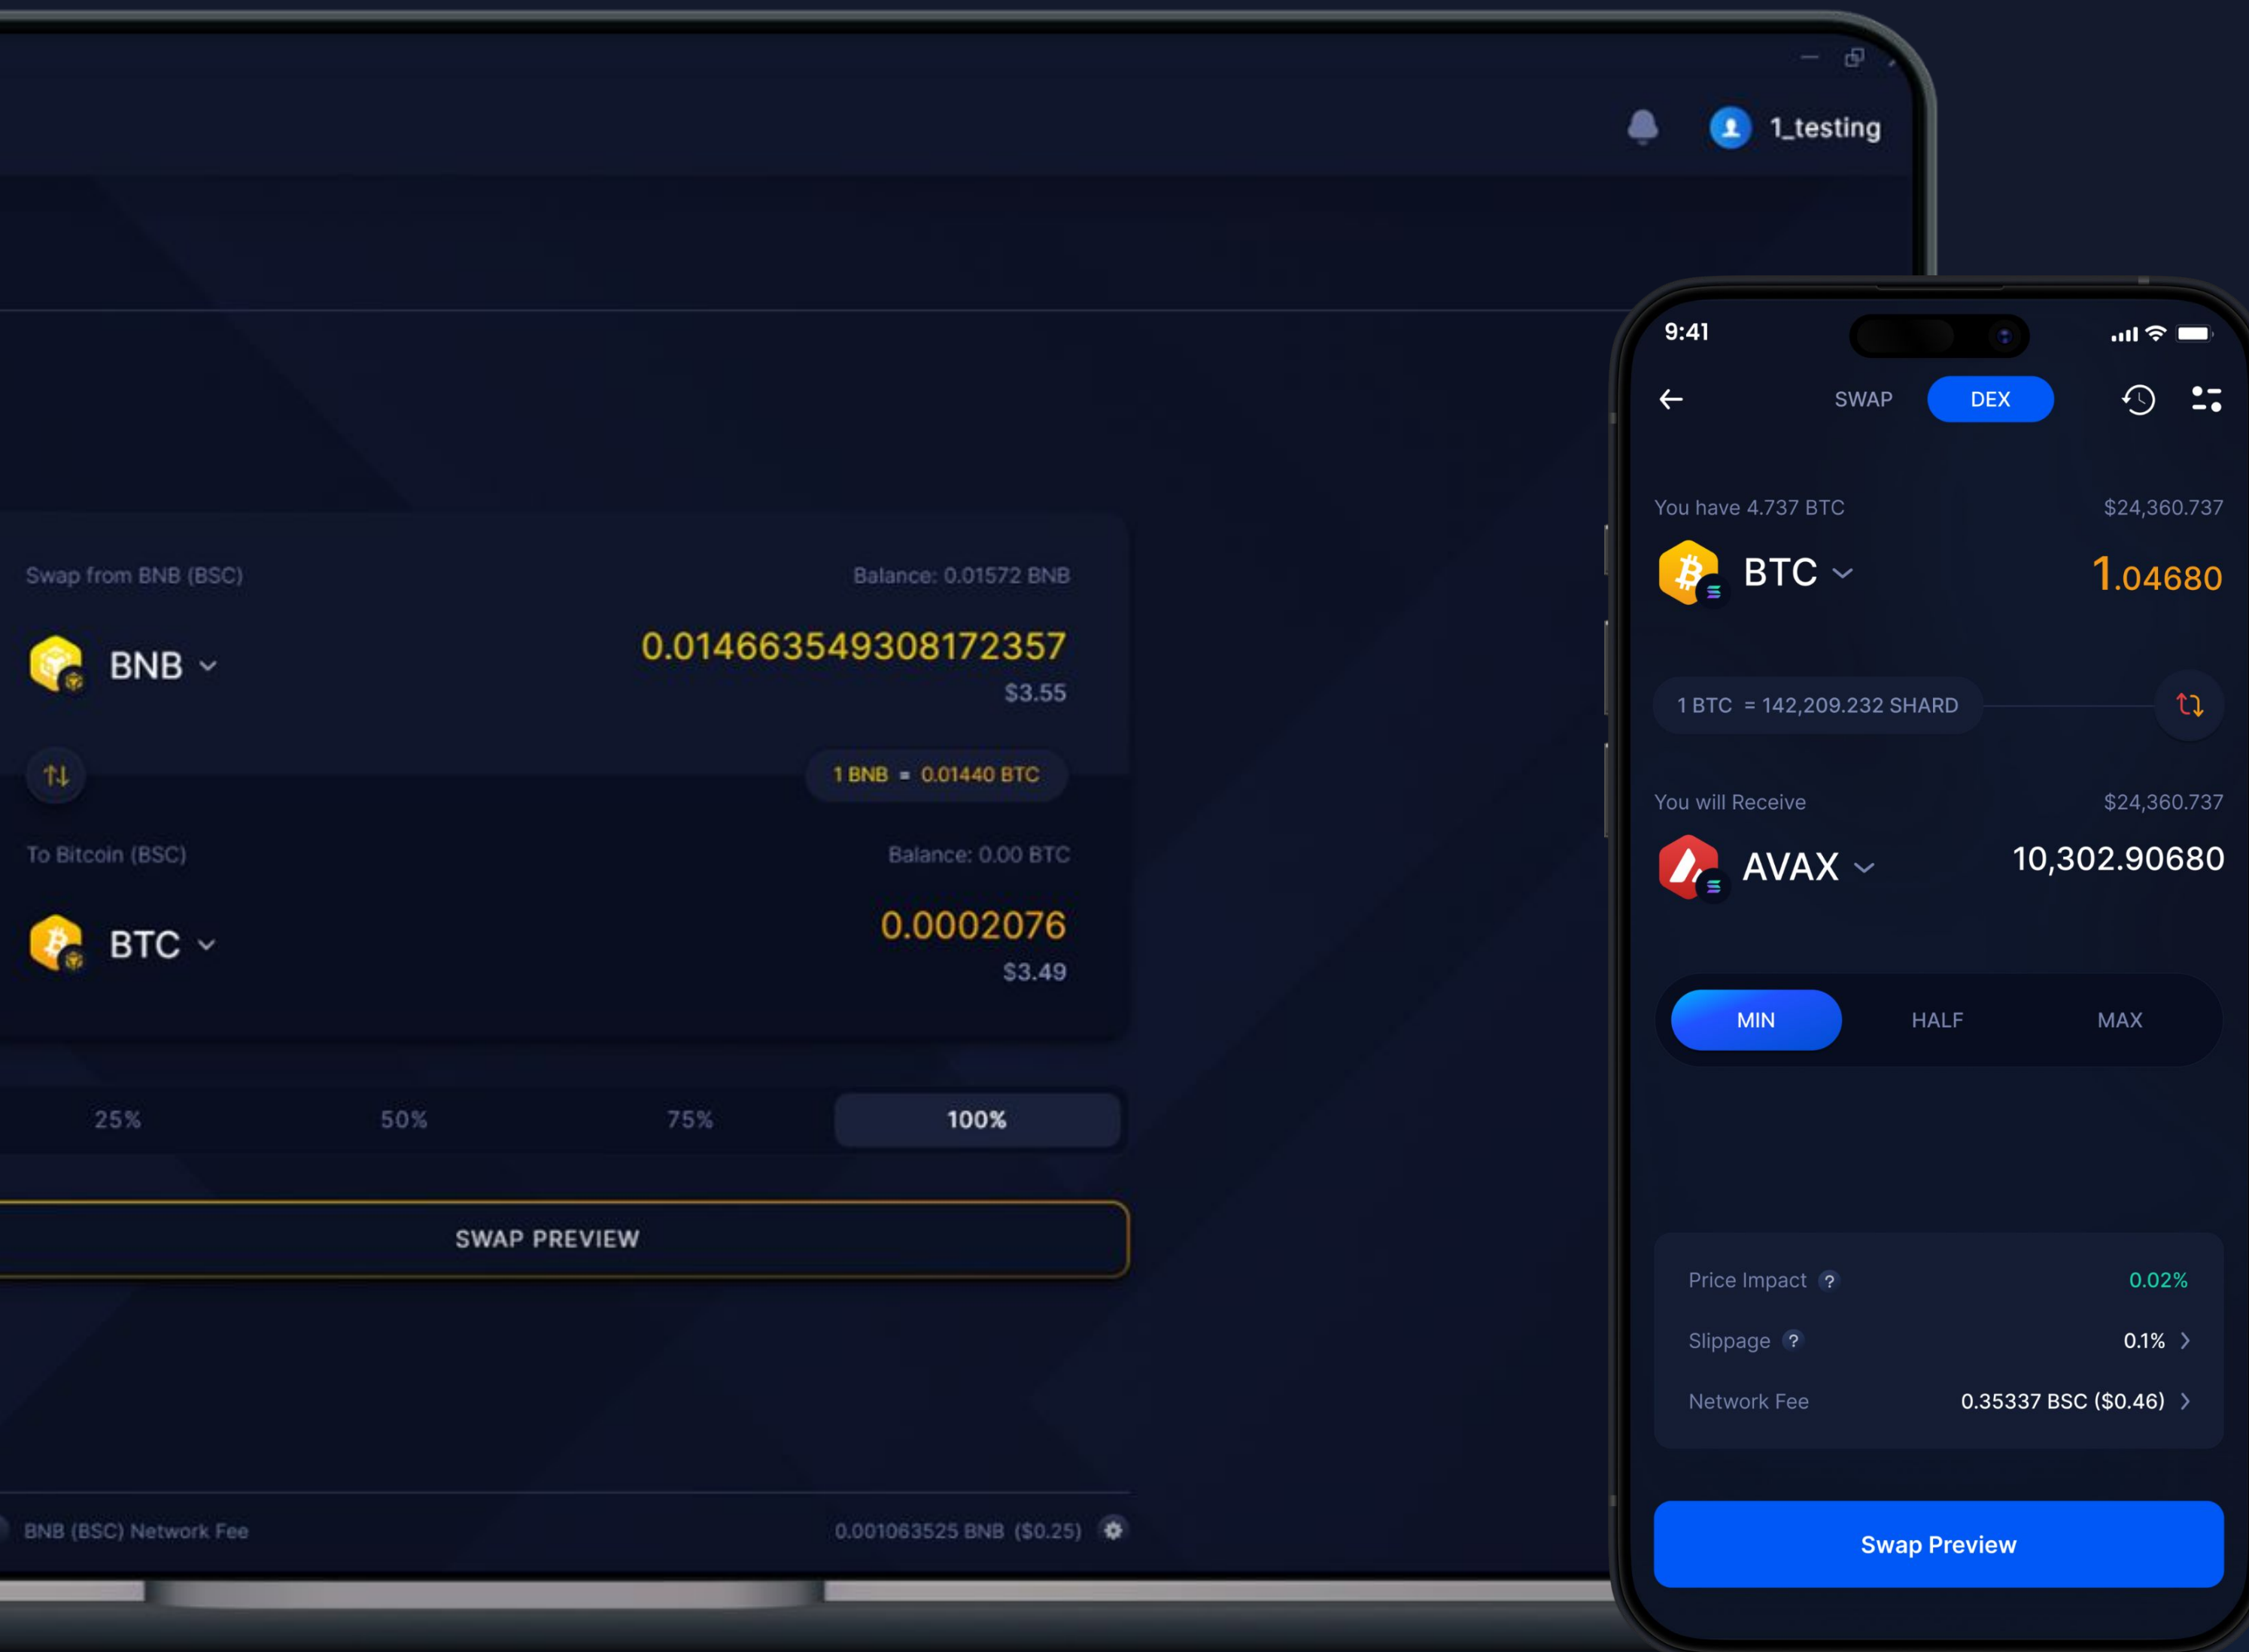 1_testing
Swap from BNB (BSC) Balance: 0.01572 BNB
BNB 0.014663549308172357
$3.55
1 BNB = 0.01440 BTC
To Bitcoin (BSC) Balance: 0.00 BTC
BTC 0.0002076
$3.49
25% 50% 75% 100%
SWAP PREVIEW
BNB (BSC) Network Fee 0.001063525 BNB ($0.25)
9:41
SWAP DEX
You have 4.737 BTC $24,360.737
BTC 1.04680
1 BTC = 142,209.232 SHARD
You will Receive $24,360.737
AVAX 10,302.90680
MIN HALF MAX
Price Impact ? 0.02%
Slippage ? 0.1%
Network Fee 0.35337 BSC ($0.46)
Swap Preview